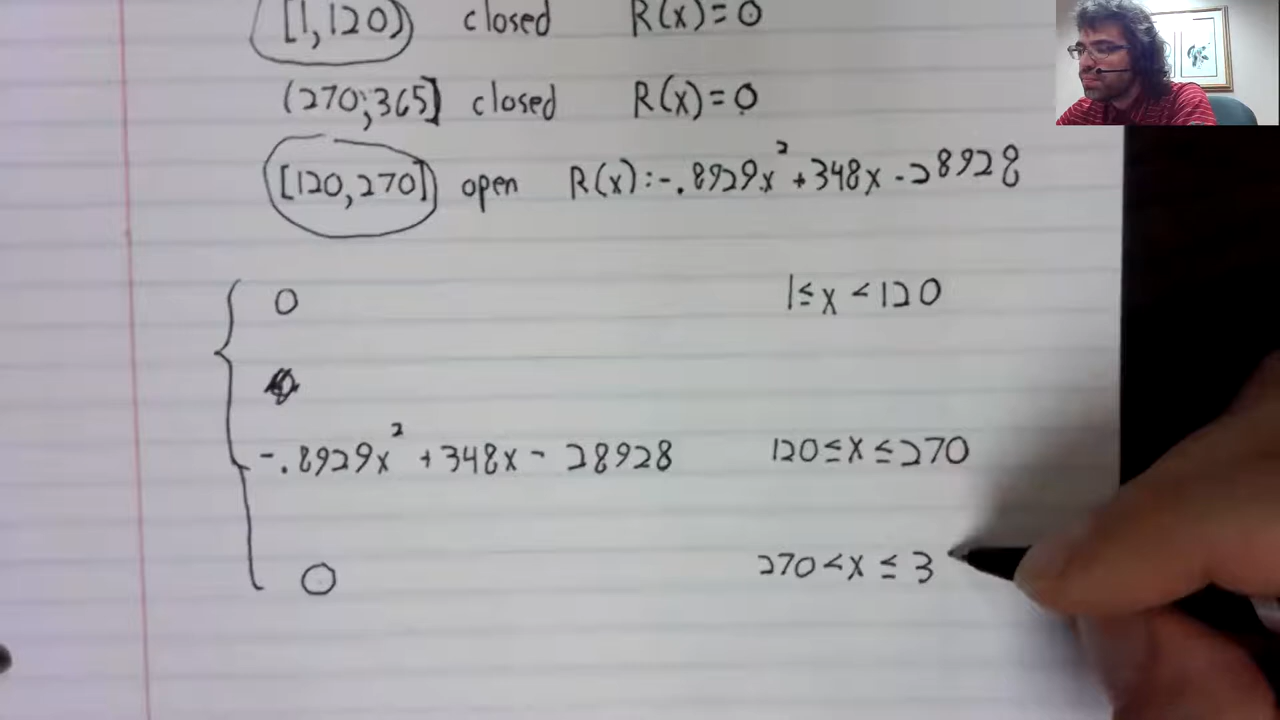 [1,120) closed R(x)=0
(270,365] closed R(x)=0
[120,270] open R(x):-.8929x²+348x-28928
0 1≤x<120
-.8929x²+348x-28928 120≤x≤270
0 270<x≤3